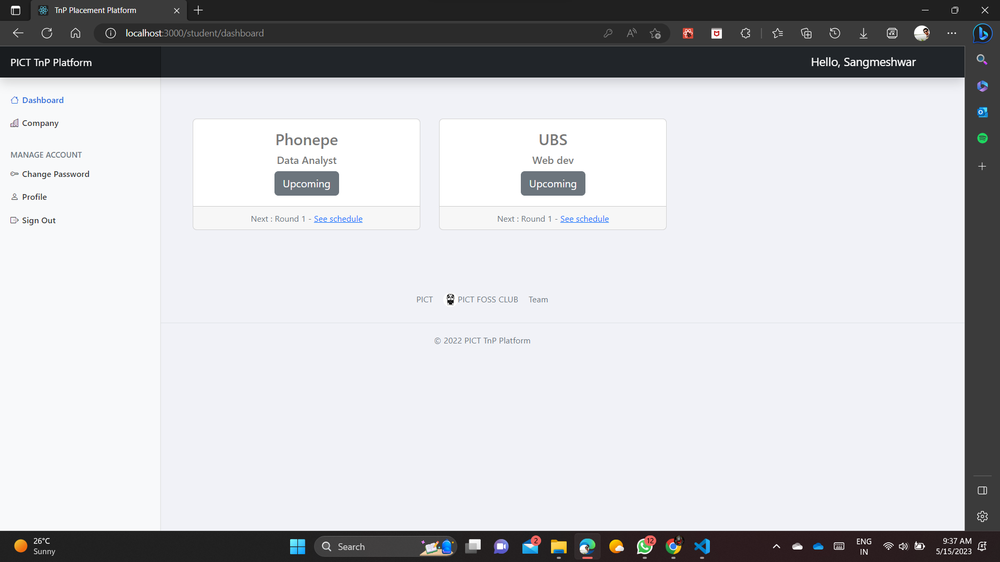 TnP Placement Platform
localhost:3000/student/dashboard
PICT TnP Platform
Hello, Sangmeshwar
Dashboard
Company
MANAGE ACCOUNT
Change Password
Profile
Sign Out
Phonepe
Data Analyst
Upcoming
Next : Round 1 - See schedule
UBS
Web dev
Upcoming
Next : Round 1 - See schedule
PICT PICT FOSS CLUB Team
© 2022 PICT TnP Platform
26°C
Sunny
Search
2
12
ENG
IN
9:37 AM
5/15/2023